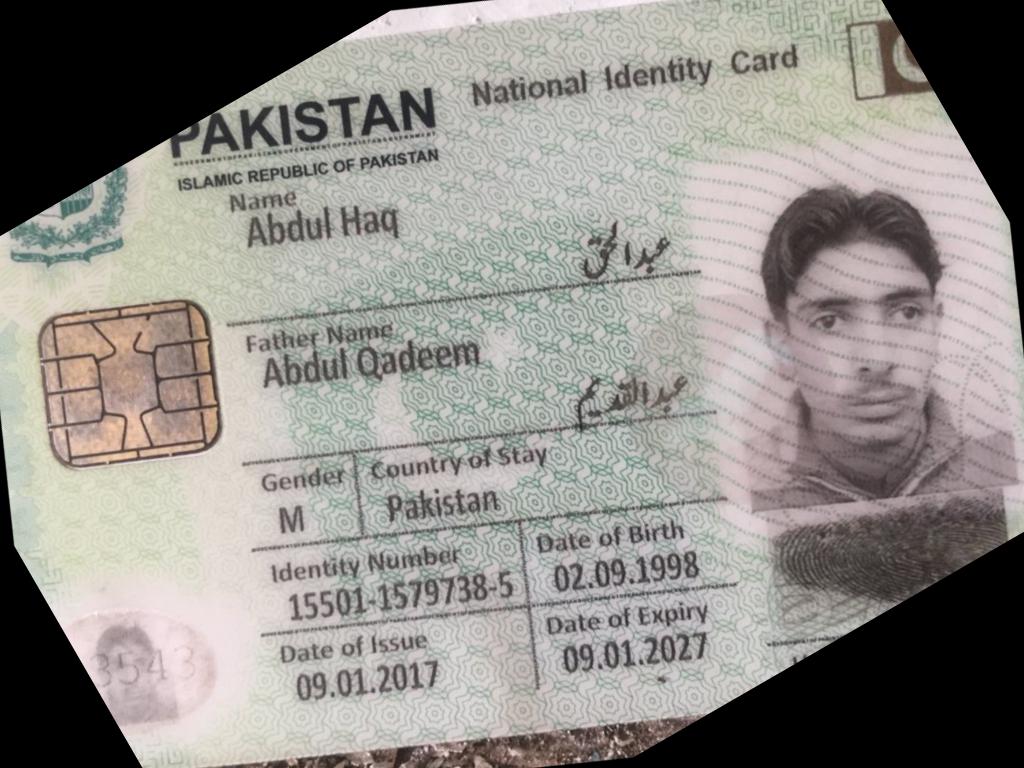 PAKISTAN
National Identity Card
ISLAMIC REPUBLIC OF PAKISTAN
Name
Abdul Haq
عبدالحق
Father Name
Abdul Qadeem
عبدالقدیم
Gender
M
Country of Stay
Pakistan
Identity Number
15501-1579738-5
Date of Birth
02.09.1998
Date of Issue
09.01.2017
Date of Expiry
09.01.2027
3543